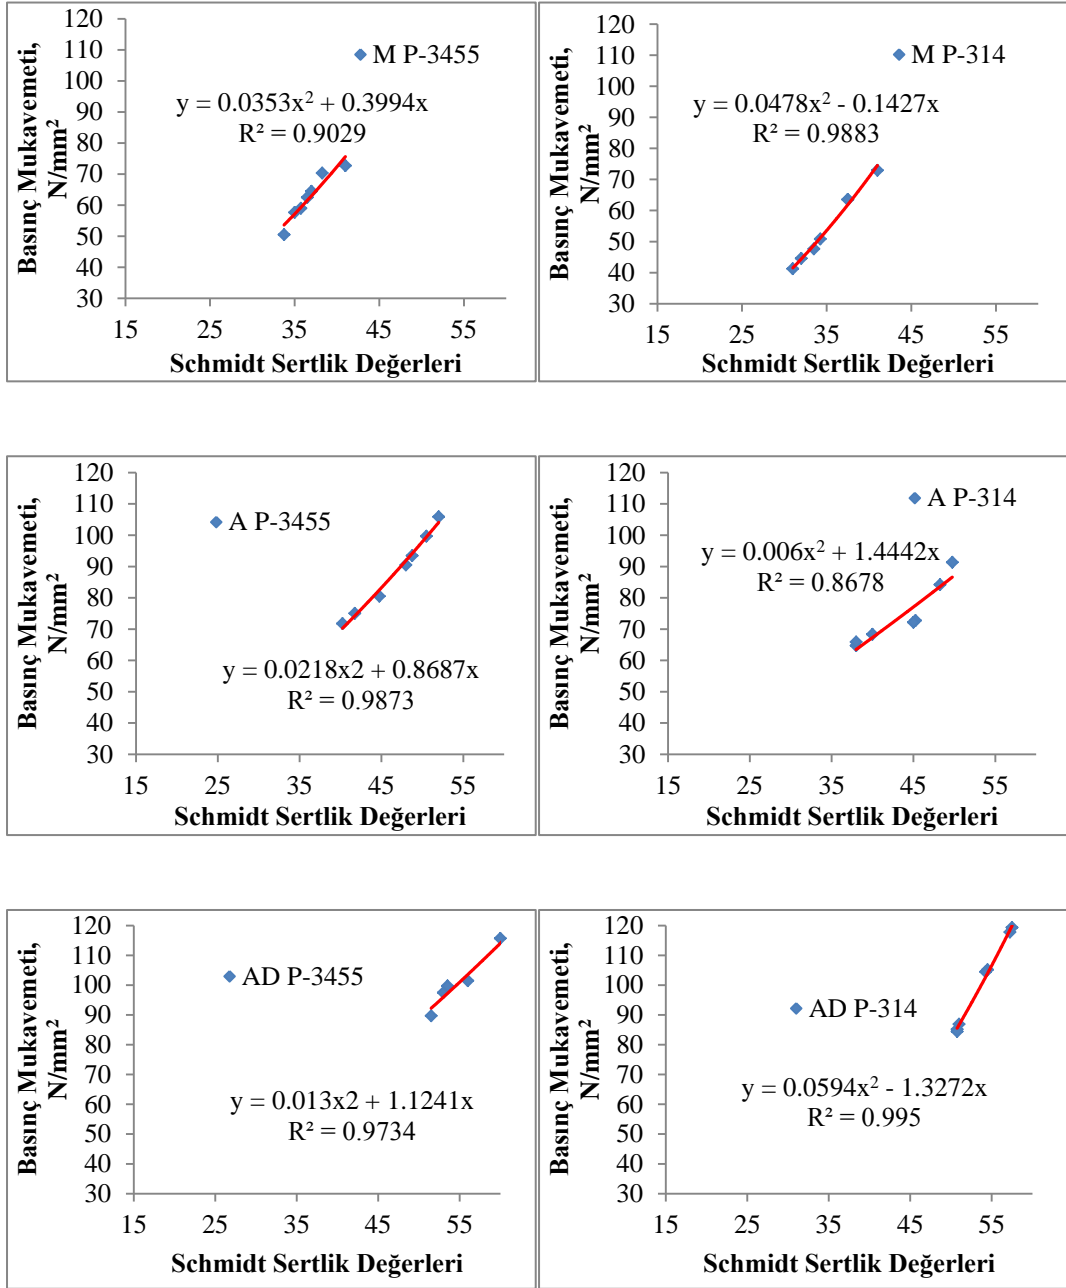 Basınç Mukavemeti,
N/mm²
120
110
100
90
80
70
60
50
40
30
M P-3455
y = 0.0353x² + 0.3994x
R² = 0.9029
15 25 35 45 55
Schmidt Sertlik Değerleri
Basınç Mukavemeti,
N/mm²
120
110
100
90
80
70
60
50
40
30
M P-314
y = 0.0478x² - 0.1427x
R² = 0.9883
15 25 35 45 55
Schmidt Sertlik Değerleri
Basınç Mukavemeti,
N/mm²
120
110
100
90
80
70
60
50
40
30
A P-3455
y = 0.0218x2 + 0.8687x
R² = 0.9873
15 25 35 45 55
Schmidt Sertlik Değerleri
Basınç Mukavemeti,
N/mm²
120
110
100
90
80
70
60
50
40
30
A P-314
y = 0.006x² + 1.4442x
R² = 0.8678
15 25 35 45 55
Schmidt Sertlik Değerleri
Basınç Mukavemeti,
N/mm²
120
110
100
90
80
70
60
50
40
30
AD P-3455
y = 0.013x2 + 1.1241x
R² = 0.9734
15 25 35 45 55
Schmidt Sertlik Değerleri
Basınç Mukavemeti,
N/mm²
120
110
100
90
80
70
60
50
40
30
AD P-314
y = 0.0594x² - 1.3272x
R² = 0.995
15 25 35 45 55
Schmidt Sertlik Değerleri